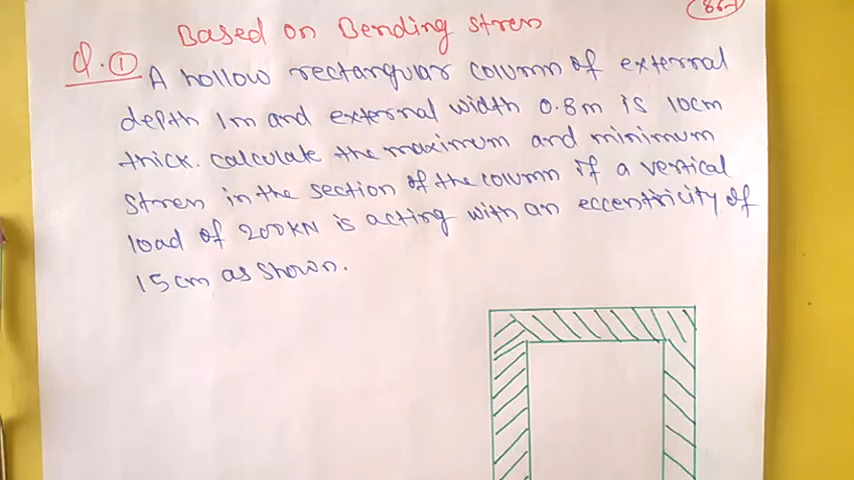 Based on Bending stress
Q.① A hollow rectangular column of external
depth 1m and external width 0.8m is 10cm
thick. calculate the maximum and minimum
stress in the section of the column if a vertical
load of 200KN is acting with an eccentricity of
15cm as shown.